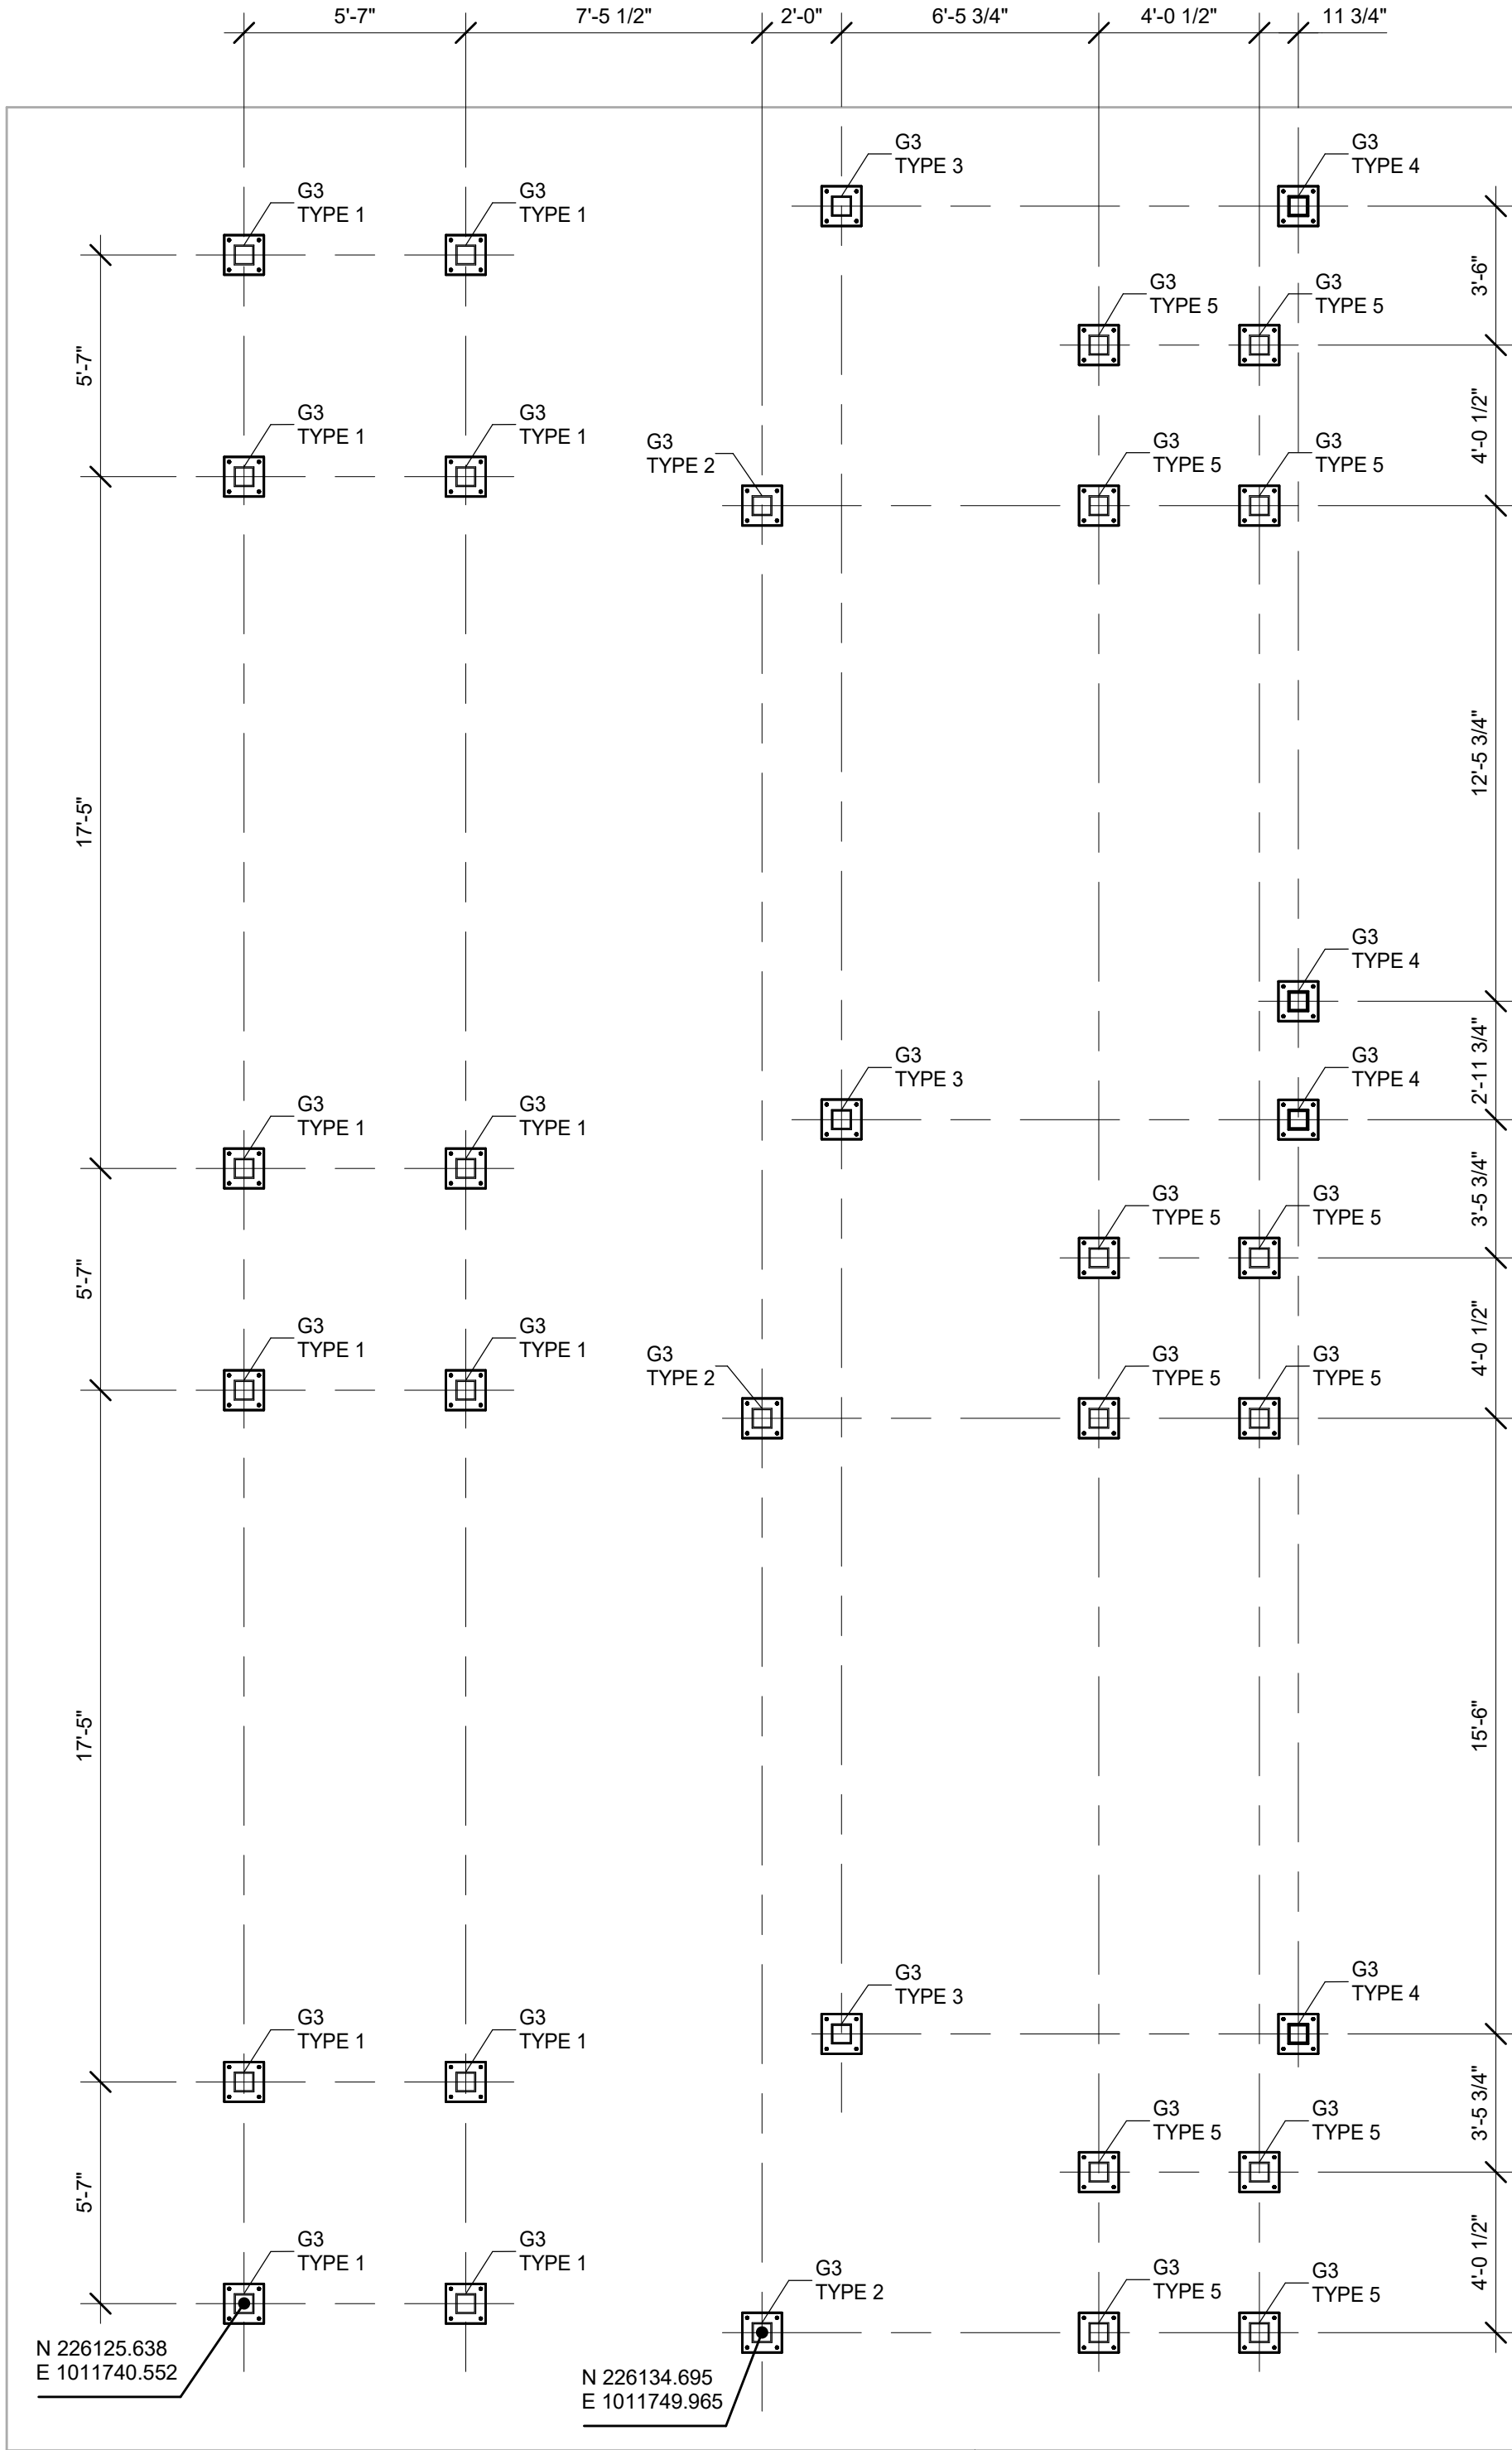 5'-7"
7'-5 1/2"
2'-0"
6'-5 3/4"
4'-0 1/2"
11 3/4"
G3
TYPE 3
G3
TYPE 4
G3
TYPE 1
G3
TYPE 1
3'-6"
G3
TYPE 5
G3
TYPE 5
5'-7"
G3
TYPE 1
G3
TYPE 1
G3
TYPE 2
G3
TYPE 5
G3
TYPE 5
4'-0 1/2"
17'-5"
12'-5 3/4"
G3
TYPE 4
G3
TYPE 3
G3
TYPE 4
2'-11 3/4"
G3
TYPE 1
G3
TYPE 1
G3
TYPE 5
G3
TYPE 5
3'-5 3/4"
5'-7"
G3
TYPE 1
G3
TYPE 1
G3
TYPE 2
G3
TYPE 5
G3
TYPE 5
4'-0 1/2"
17'-5"
15'-6"
G3
TYPE 3
G3
TYPE 4
G3
TYPE 1
G3
TYPE 1
G3
TYPE 5
G3
TYPE 5
3'-5 3/4"
5'-7"
G3
TYPE 1
G3
TYPE 1
G3
TYPE 2
G3
TYPE 5
G3
TYPE 5
4'-0 1/2"
N 226125.638
E 1011740.552
N 226134.695
E 1011749.965